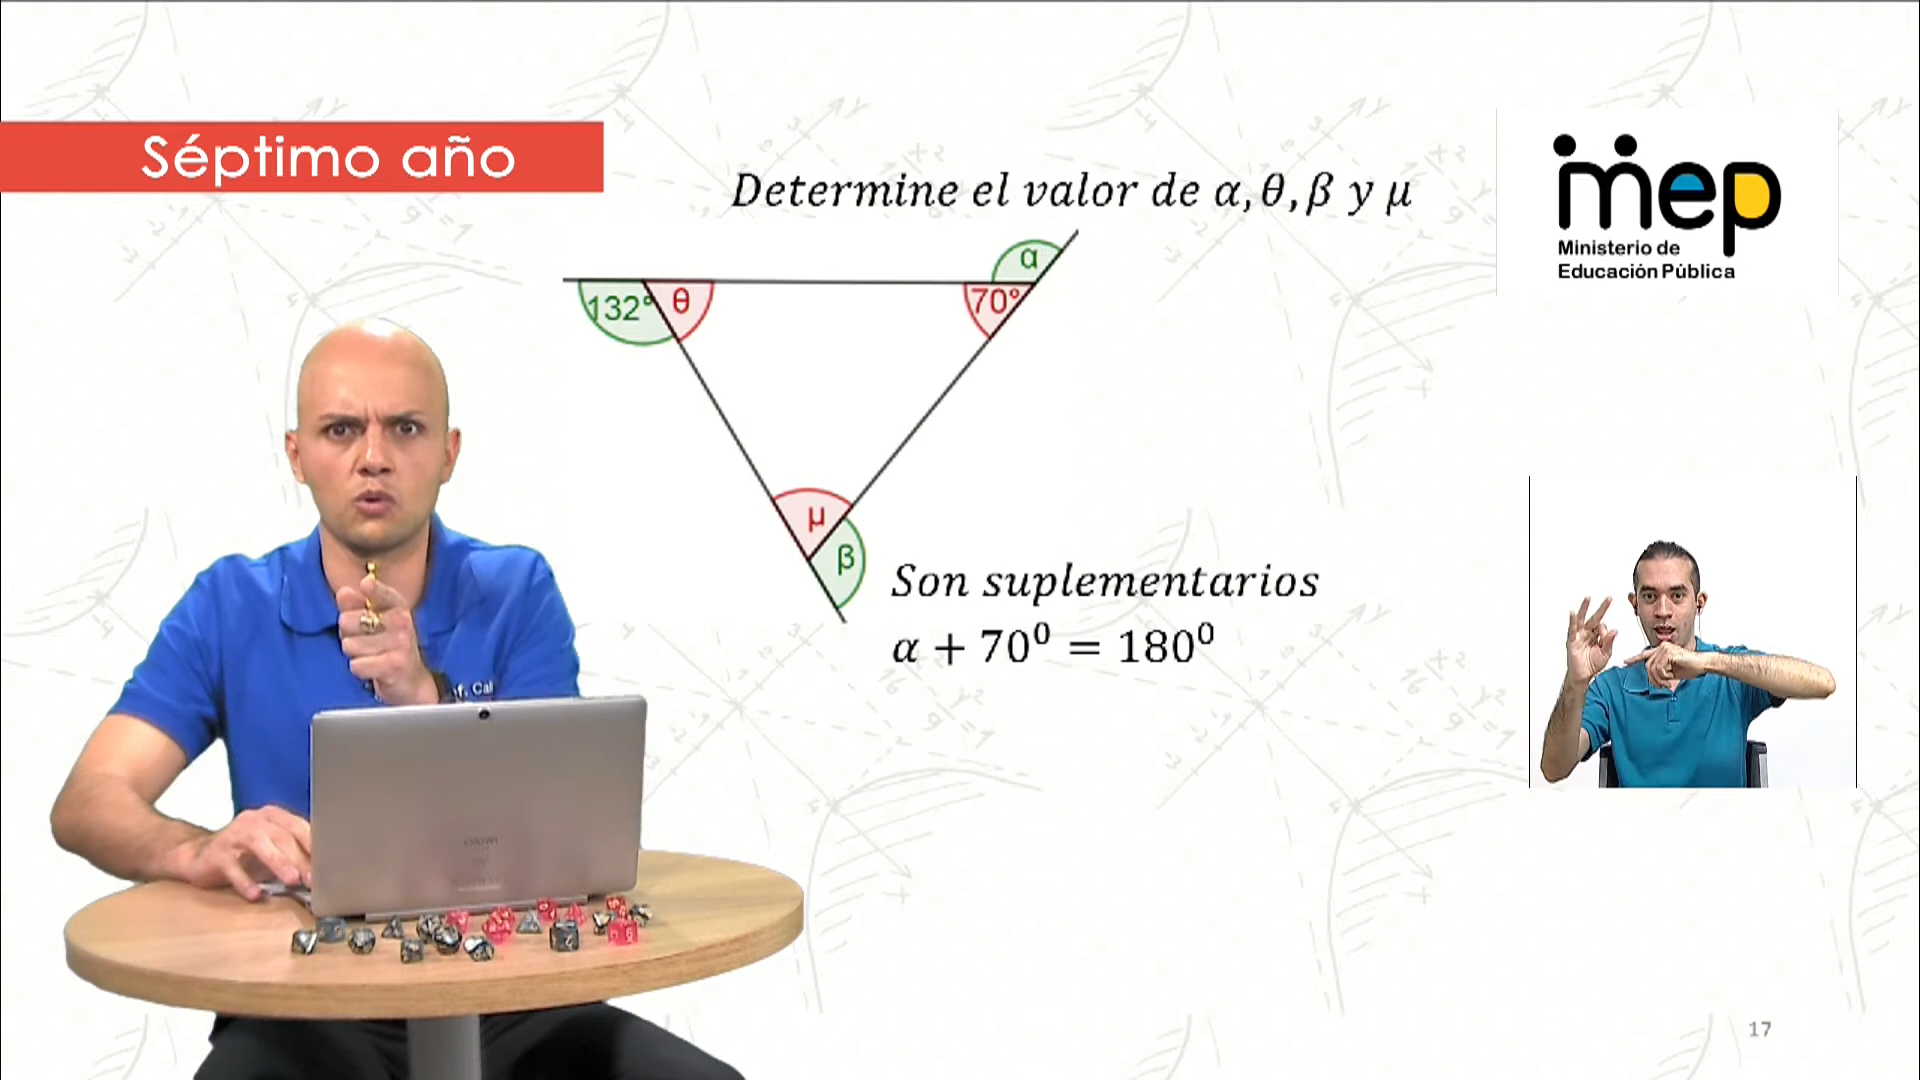 Séptimo año
Determine el valor de α, θ, β y μ
mep
Ministerio de
Educación Pública
α
132° θ
70°
μ
β
Son suplementarios
α + 70⁰ = 180⁰
17